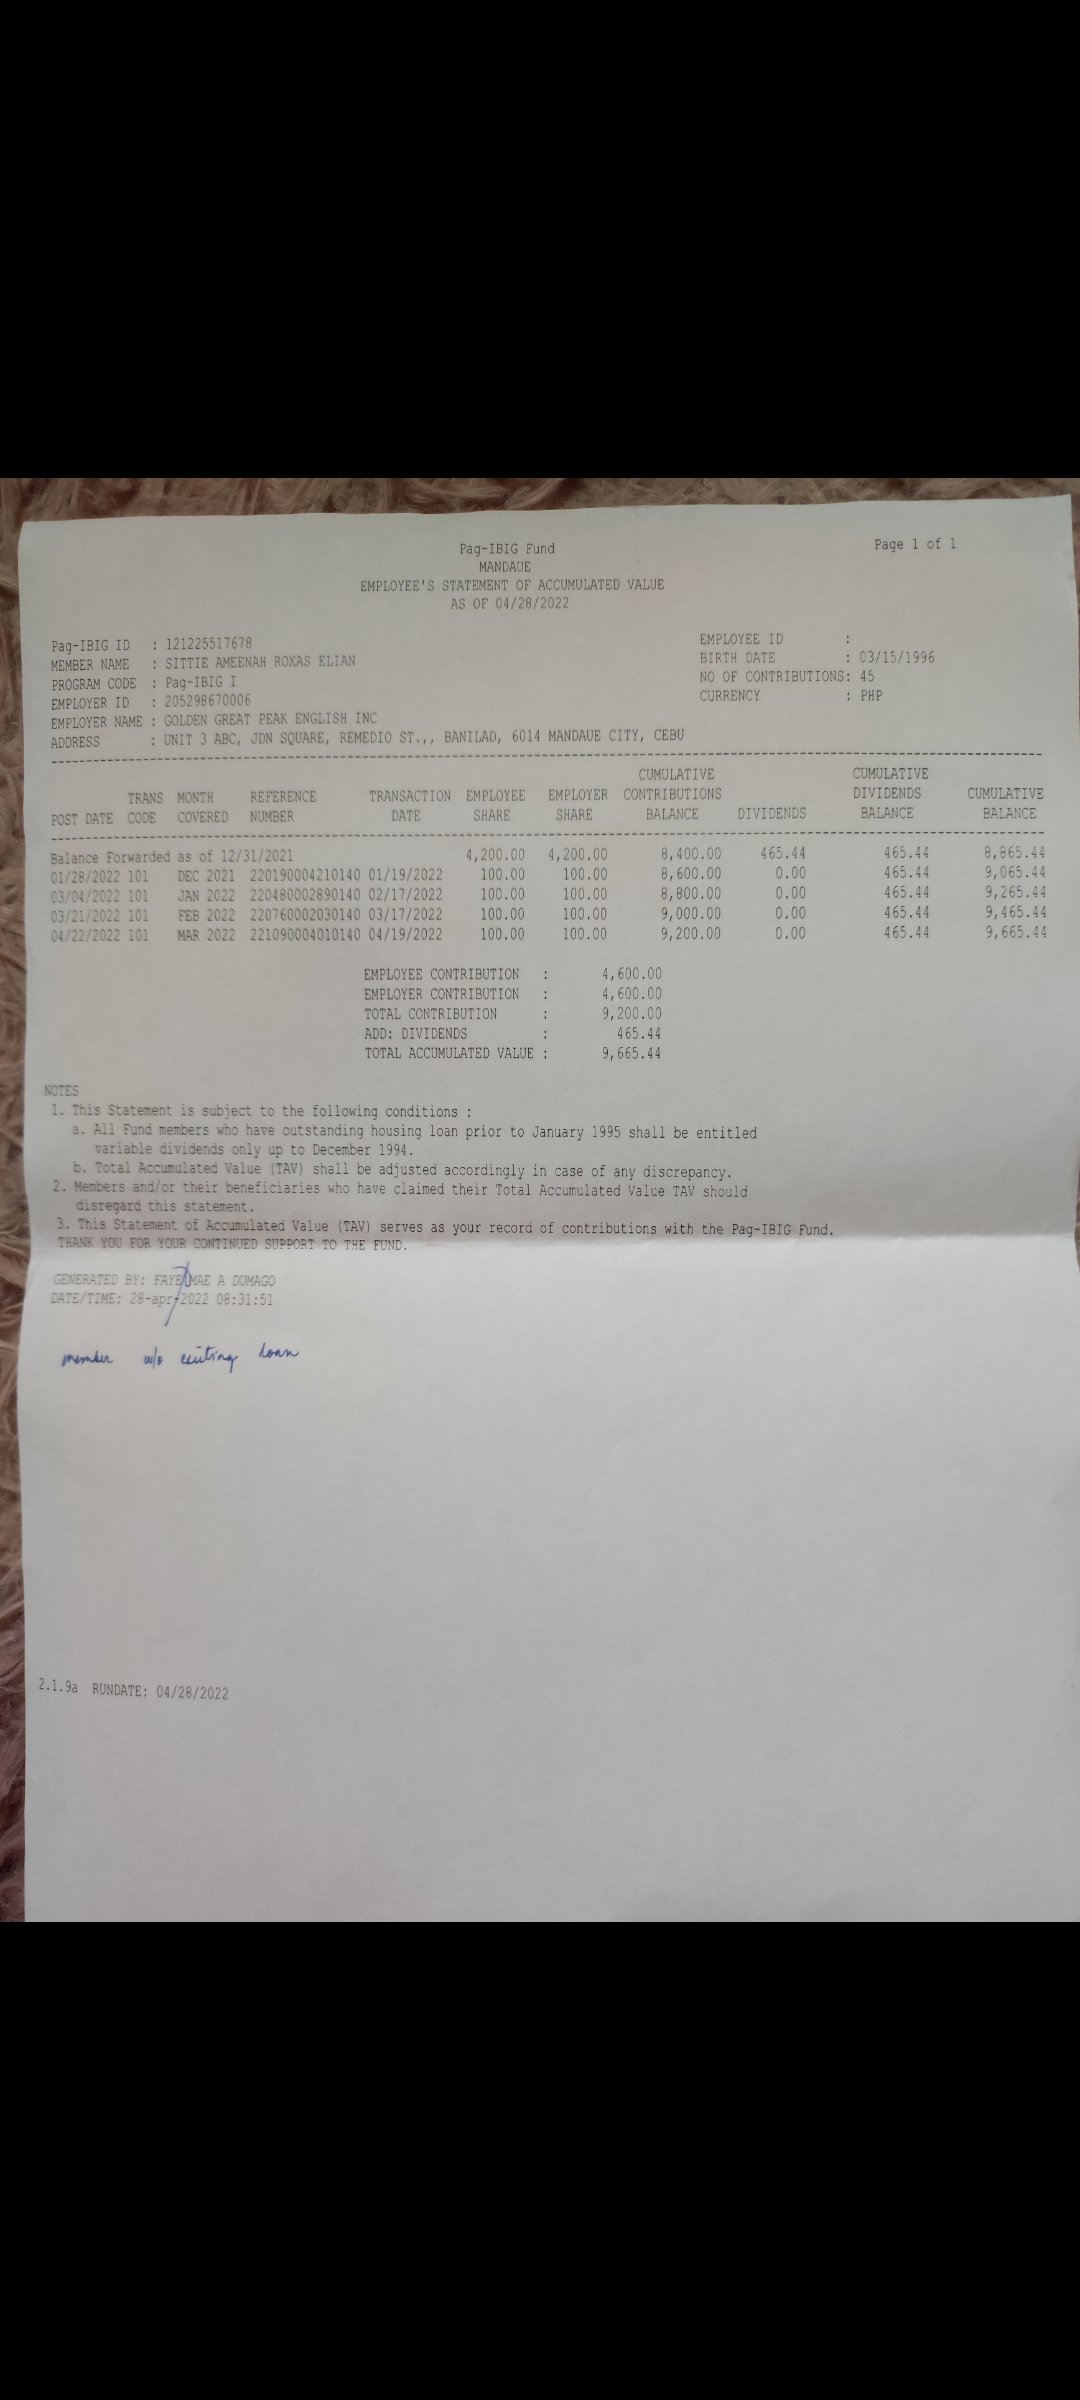 Pag-IBIG Fund Page 1 of 1
MANDAUE
EMPLOYEE'S STATEMENT OF ACCUMULATED VALUE
AS OF 04/28/2022
Pag-IBIG ID : 121225517678 EMPLOYEE ID :
MEMBER NAME : SITTIE AMEENAH ROXAS ELIAN BIRTH DATE : 03/15/1996
PROGRAM CODE : Pag-IBIG I NO OF CONTRIBUTIONS: 45
EMPLOYER ID : 205298670006 CURRENCY : PHP
EMPLOYER NAME : GOLDEN GREAT PEAK ENGLISH INC
ADDRESS : UNIT 3 ABC, JDN SQUARE, REMEDIO ST.,, BANILAD, 6014 MANDAUE CITY, CEBU
CUMULATIVE CUMULATIVE
TRANS MONTH REFERENCE TRANSACTION EMPLOYEE EMPLOYER CONTRIBUTIONS DIVIDENDS CUMULATIVE
POST DATE CODE COVERED NUMBER DATE SHARE SHARE BALANCE DIVIDENDS BALANCE BALANCE
Balance Forwarded as of 12/31/2021 4,200.00 4,200.00 8,400.00 465.44 465.44 8,865.44
01/28/2022 101 DEC 2021 220190004210140 01/19/2022 100.00 100.00 8,600.00 0.00 465.44 9,065.44
03/04/2022 101 JAN 2022 220480002890140 02/17/2022 100.00 100.00 8,800.00 0.00 465.44 9,265.44
03/21/2022 101 FEB 2022 220760002030140 03/17/2022 100.00 100.00 9,000.00 0.00 465.44 9,465.44
04/22/2022 101 MAR 2022 221090004010140 04/19/2022 100.00 100.00 9,200.00 0.00 465.44 9,665.44
EMPLOYEE CONTRIBUTION : 4,600.00
EMPLOYER CONTRIBUTION : 4,600.00
TOTAL CONTRIBUTION : 9,200.00
ADD: DIVIDENDS : 465.44
TOTAL ACCUMULATED VALUE : 9,665.44
NOTES
1. This Statement is subject to the following conditions :
a. All Fund members who have outstanding housing loan prior to January 1995 shall be entitled
variable dividends only up to December 1994.
b. Total Accumulated Value (TAV) shall be adjusted accordingly in case of any discrepancy.
2. Members and/or their beneficiaries who have claimed their Total Accumulated Value TAV should
disregard this statement.
3. This Statement of Accumulated Value (TAV) serves as your record of contributions with the Pag-IBIG Fund.
THANK YOU FOR YOUR CONTINUED SUPPORT TO THE FUND.
GENERATED BY: FAYE MAE A DUMAGO
DATE/TIME: 28-apr-2022 08:31:51
member w/o existing loan
2.1.9a RUNDATE: 04/28/2022